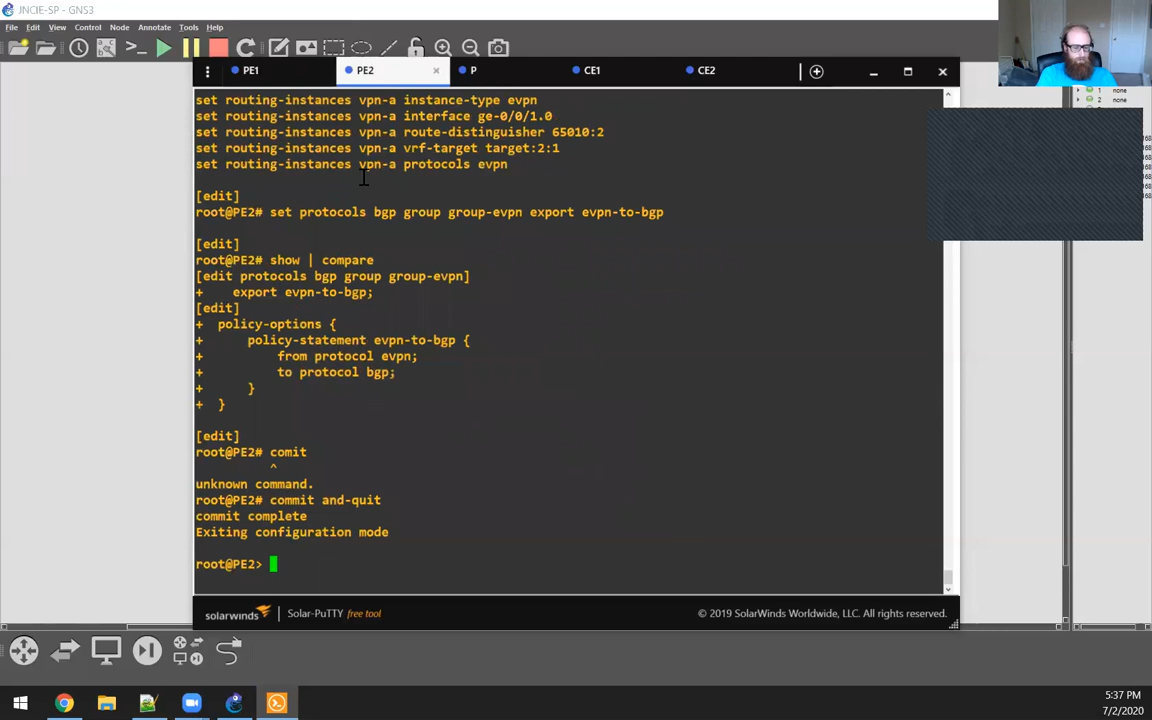 JNCIE-SP - GNS3
File Edit View Control Node Annotate Tools Help
PE1 PE2 × P CE1 CE2
set routing-instances vpn-a instance-type evpn
set routing-instances vpn-a interface ge-0/0/1.0
set routing-instances vpn-a route-distinguisher 65010:2
set routing-instances vpn-a vrf-target target:2:1
set routing-instances vpn-a protocols evpn
[edit]
root@PE2# set protocols bgp group group-evpn export evpn-to-bgp
[edit]
root@PE2# show | compare
[edit protocols bgp group group-evpn]
+ export evpn-to-bgp;
[edit]
+ policy-options {
+ policy-statement evpn-to-bgp {
+ from protocol evpn;
+ to protocol bgp;
+ }
+ }
[edit]
root@PE2# comit
^
unknown command.
root@PE2# commit and-quit
commit complete
Exiting configuration mode
root@PE2>
solarwinds Solar-PuTTY free tool © 2019 SolarWinds Worldwide, LLC. All rights reserved.
1 none
2 none
5:37 PM
7/2/2020